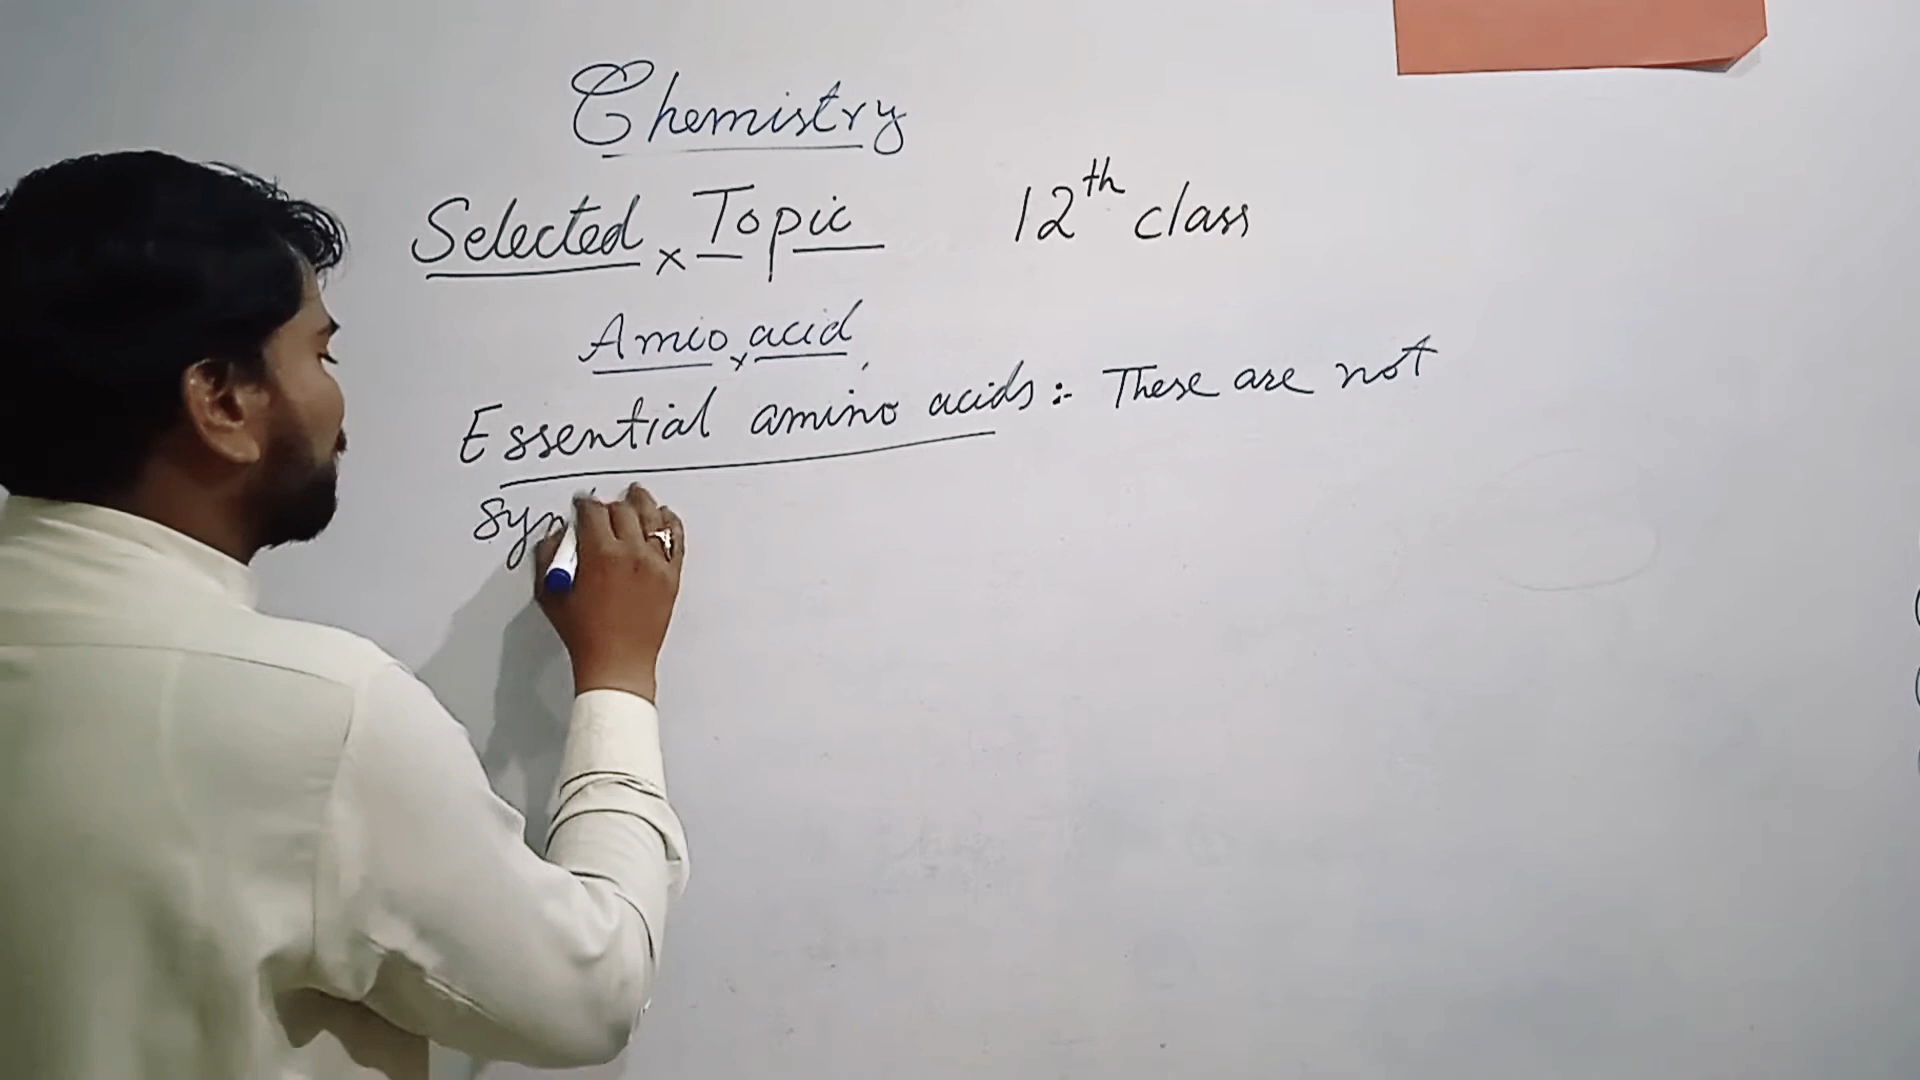 Chemistry
Selected x Topic
12th class
Amio x acid
Essential amino acids :- These are not
Syn